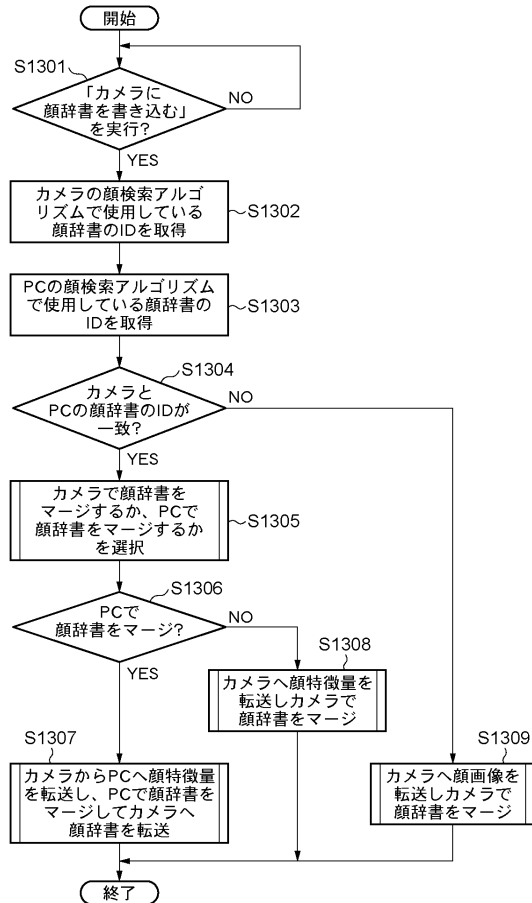 開始
S1301
「カメラに
顔辞書を書き込む」
を実行?
NO
YES
カメラの顔検索アルゴ
リズムで使用している
顔辞書のIDを取得
S1302
PCの顔検索アルゴリズム
で使用している顔辞書の
IDを取得
S1303
S1304
カメラと
PCの顔辞書のIDが
一致?
NO
YES
カメラで顔辞書を
マージするか、PCで
顔辞書をマージするか
を選択
S1305
S1306
PCで
顔辞書をマージ?
NO
YES
S1308
カメラへ顔特徴量を
転送しカメラで
顔辞書をマージ
S1307
カメラからPCへ顔特徴量
を転送し、PCで顔辞書を
マージしてカメラへ
顔辞書を転送
S1309
カメラへ顔画像を
転送しカメラで
顔辞書をマージ
終了